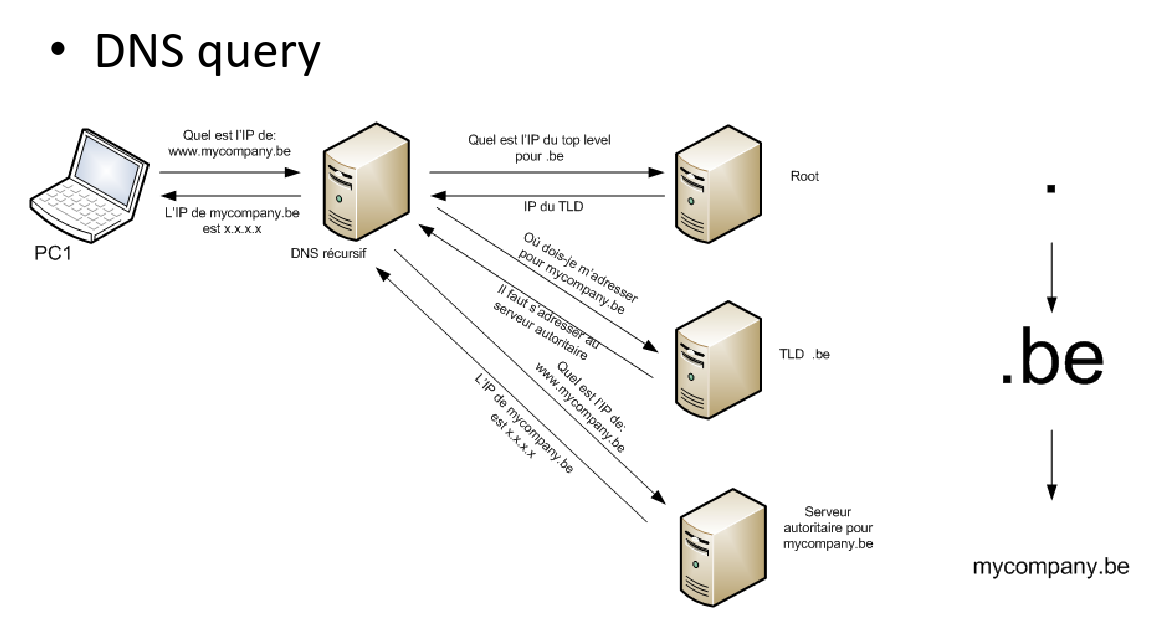 • DNS query
Quel est l'IP de:
www.mycompany.be
L'IP de mycompany.be
est x.x.x.x
PC1
DNS récursif
Quel est l'IP du top level
pour .be
IP du TLD
Root
Où dois-je m'adresser
pour mycompany.be
Il faut s'adresser au
serveur autoritaire
TLD .be
Quel est l'IP de:
www.mycompany.be
L'IP de mycompany.be
est x.x.x.x
Serveur
autoritaire pour
mycompany.be
.
.be
mycompany.be